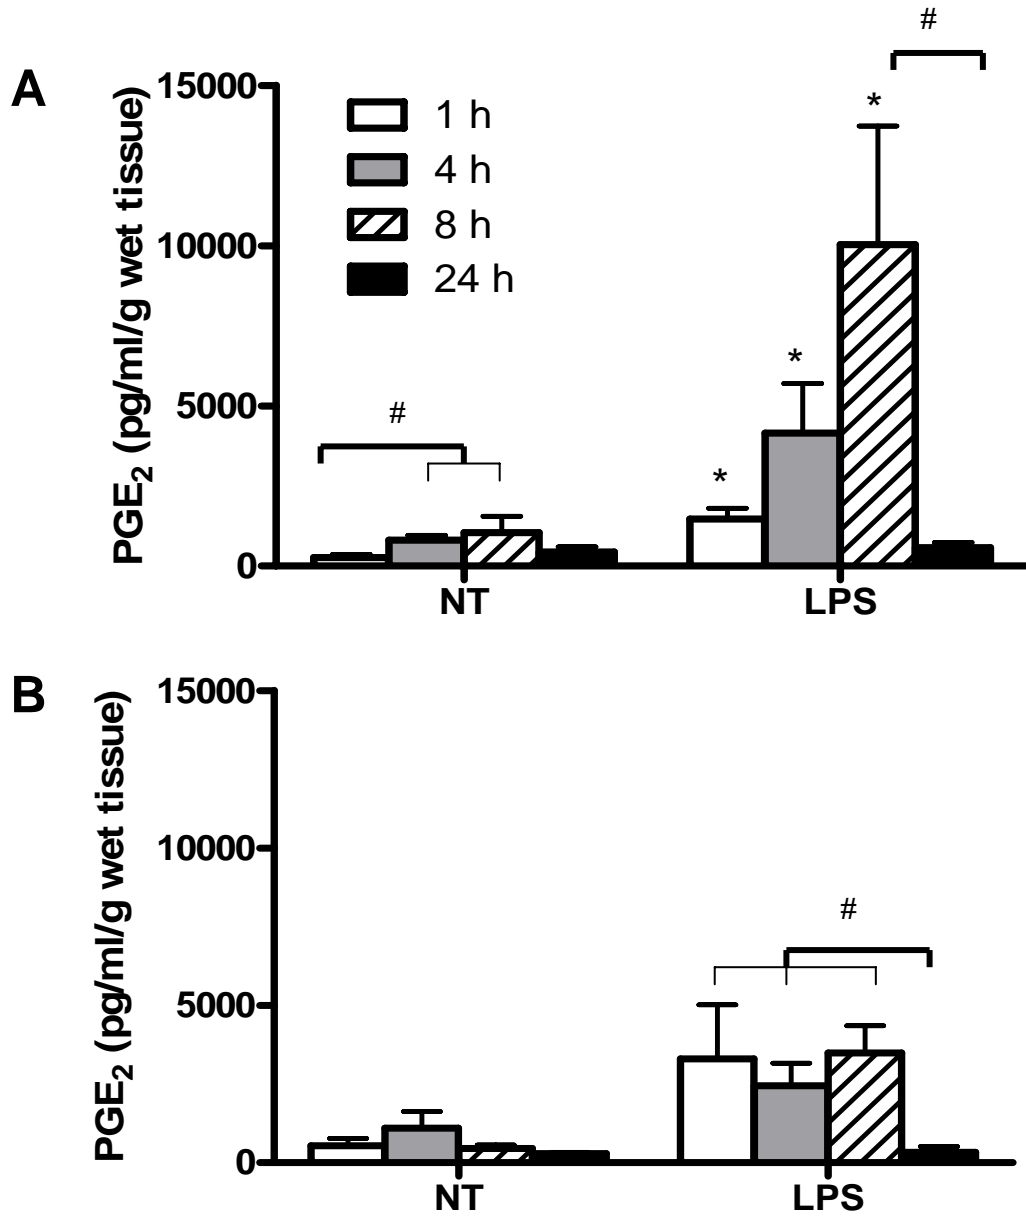 #
A
15000
10000
5000
0
PGE2 (pg/ml/g wet tissue)
1 h
4 h
8 h
24 h
#
*
*
*
NT
LPS
B
15000
10000
5000
0
PGE2 (pg/ml/g wet tissue)
#
NT
LPS